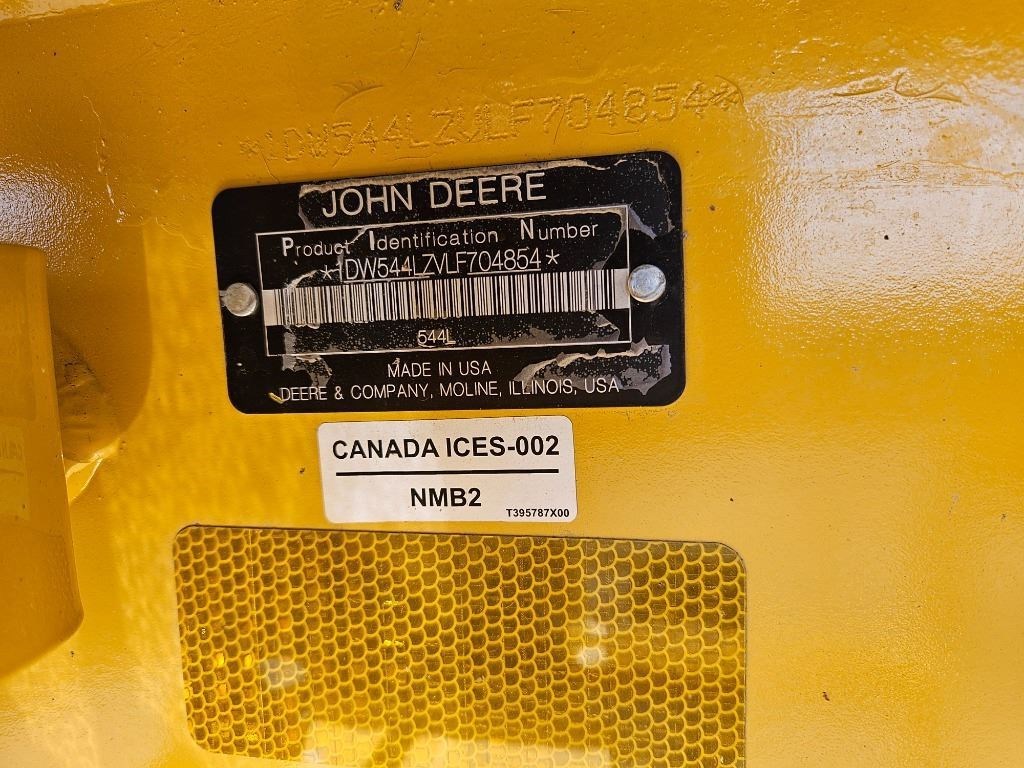 *1DW544LZVLF704854*
JOHN DEERE
Product Identification Number
*1DW544LZVLF704854*
544L
MADE IN USA
DEERE & COMPANY, MOLINE, ILLINOIS, USA
CANADA ICES-002
NMB2
T395787X00